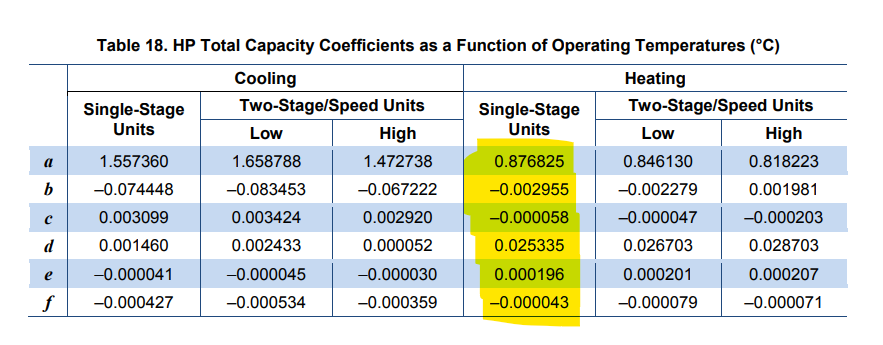 Table 18. HP Total Capacity Coefficients as a Function of Operating Temperatures (°C)
Cooling Heating
Single-Stage Units Two-Stage/Speed Units Single-Stage Units Two-Stage/Speed Units
Low High Low High
a 1.557360 1.658788 1.472738 0.876825 0.846130 0.818223
b –0.074448 –0.083453 –0.067222 –0.002955 –0.002279 0.001981
c 0.003099 0.003424 0.002920 –0.000058 –0.000047 –0.000203
d 0.001460 0.002433 0.000052 0.025335 0.026703 0.028703
e –0.000041 –0.000045 –0.000030 0.000196 0.000201 0.000207
f –0.000427 –0.000534 –0.000359 –0.000043 –0.000079 –0.000071